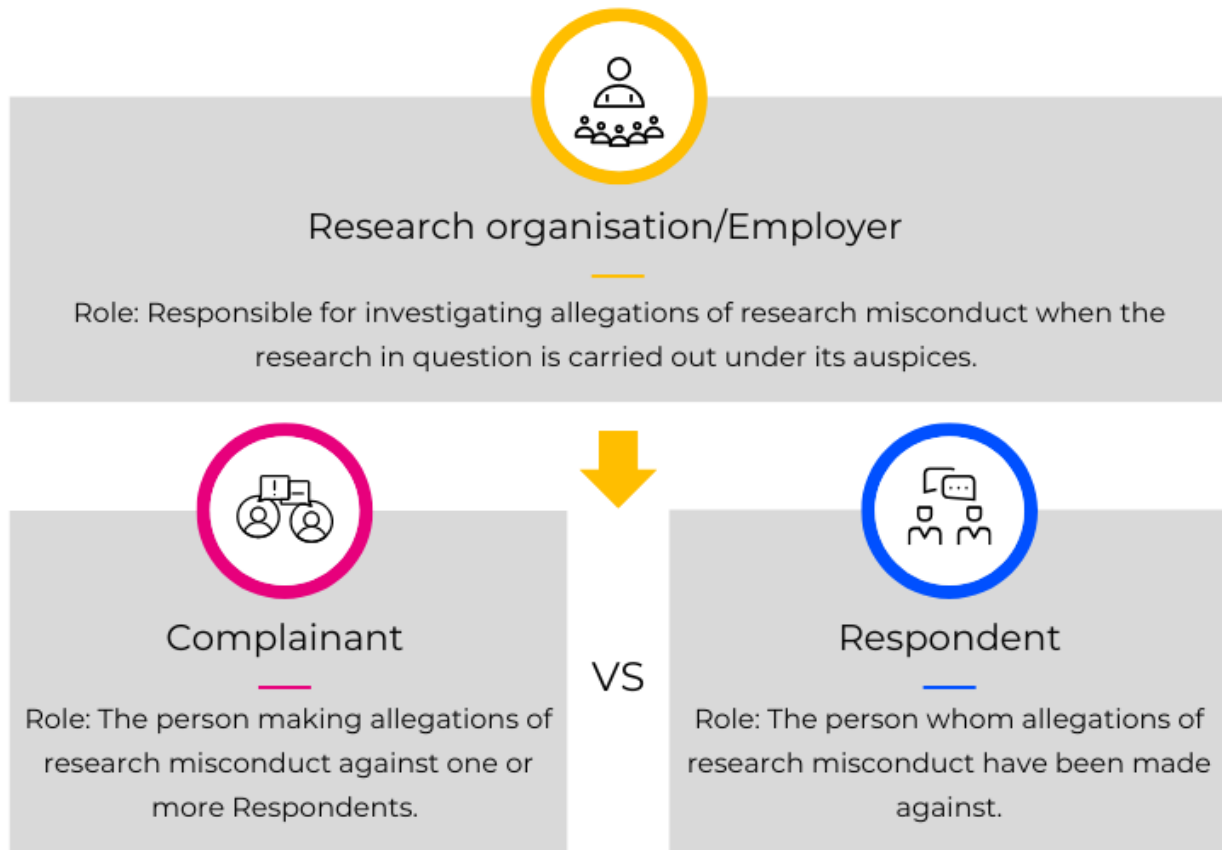 Research organisation/Employer
Role: Responsible for investigating allegations of research misconduct when the
research in question is carried out under its auspices.
Complainant
Role: The person making allegations of
research misconduct against one or
more Respondents.
VS
Respondent
Role: The person whom allegations of
research misconduct have been made
against.